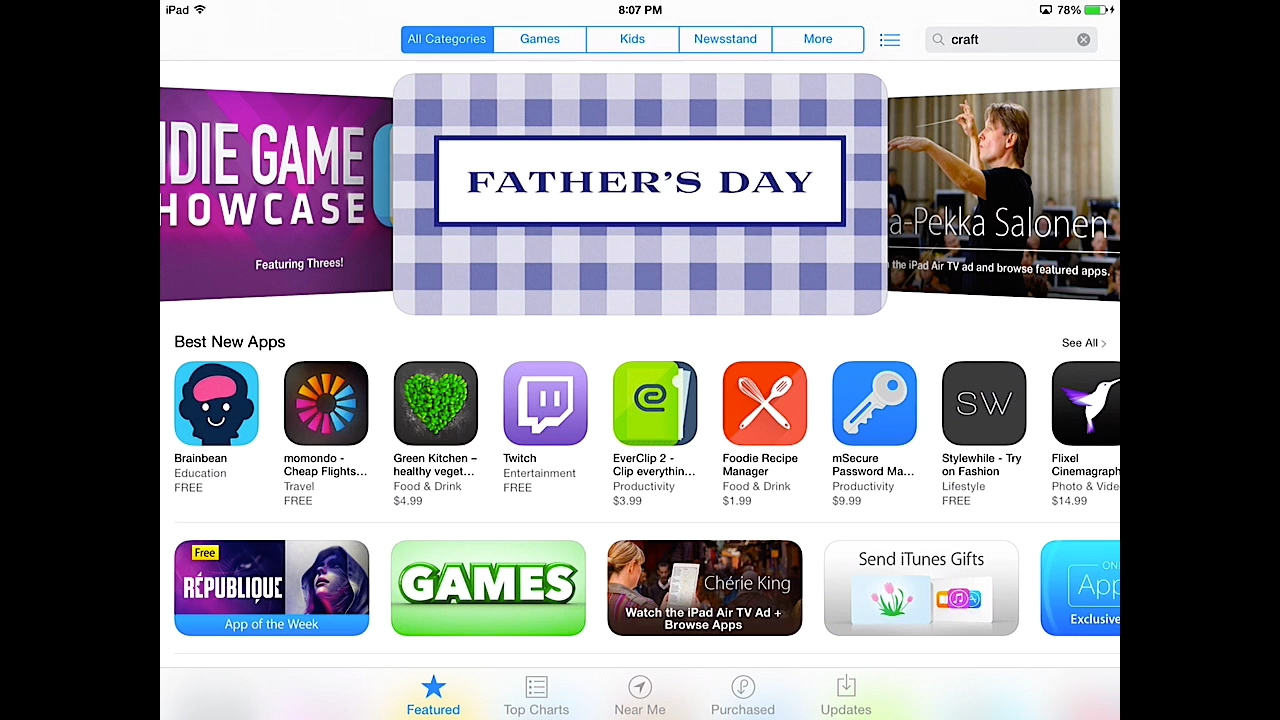 iPad
8:07 PM
78%
All Categories
Games
Kids
Newsstand
More
craft
IDIE GAME
HOWCASE
Featuring Threes!
FATHER'S DAY
a-Pekka Salonen
the iPad Air TV ad and browse featured apps.
Best New Apps
See All
SW
Brainbean
Education
FREE
momondo -
Cheap Flights...
Travel
FREE
Green Kitchen –
healthy veget...
Food & Drink
$4.99
Twitch
Entertainment
FREE
EverClip 2 -
Clip everythin...
Productivity
$3.99
Foodie Recipe
Manager
Food & Drink
$1.99
mSecure
Password Ma...
Productivity
$9.99
Stylewhile - Try
on Fashion
Lifestyle
FREE
Flixel
Cinemagraph
Photo & Vide
$14.99
Free
RÉPUBLIQUE
App of the Week
GAMES
Chérie King
Watch the iPad Air TV Ad +
Browse Apps
Send iTunes Gifts
ON
App
Exclusive
Featured
Top Charts
Near Me
Purchased
Updates